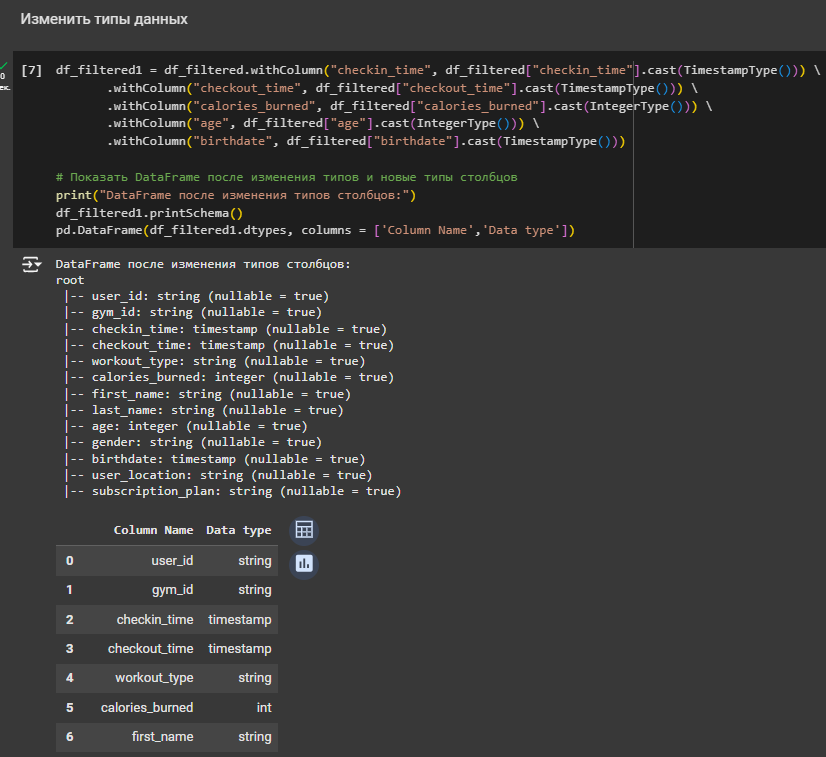 Изменить типы данных
[7] df_filtered1 = df_filtered.withColumn("checkin_time", df_filtered["checkin_time"].cast(TimestampType())) \
.withColumn("checkout_time", df_filtered["checkout_time"].cast(TimestampType())) \
.withColumn("calories_burned", df_filtered["calories_burned"].cast(IntegerType())) \
.withColumn("age", df_filtered["age"].cast(IntegerType())) \
.withColumn("birthdate", df_filtered["birthdate"].cast(TimestampType()))
# Показать DataFrame после изменения типов и новые типы столбцов
print("DataFrame после изменения типов столбцов:")
df_filtered1.printSchema()
pd.DataFrame(df_filtered1.dtypes, columns = ['Column Name','Data type'])
0
ек.
DataFrame после изменения типов столбцов:
root
|-- user_id: string (nullable = true)
|-- gym_id: string (nullable = true)
|-- checkin_time: timestamp (nullable = true)
|-- checkout_time: timestamp (nullable = true)
|-- workout_type: string (nullable = true)
|-- calories_burned: integer (nullable = true)
|-- first_name: string (nullable = true)
|-- last_name: string (nullable = true)
|-- age: integer (nullable = true)
|-- gender: string (nullable = true)
|-- birthdate: timestamp (nullable = true)
|-- user_location: string (nullable = true)
|-- subscription_plan: string (nullable = true)
Column Name Data type
0 user_id string
1 gym_id string
2 checkin_time timestamp
3 checkout_time timestamp
4 workout_type string
5 calories_burned int
6 first_name string